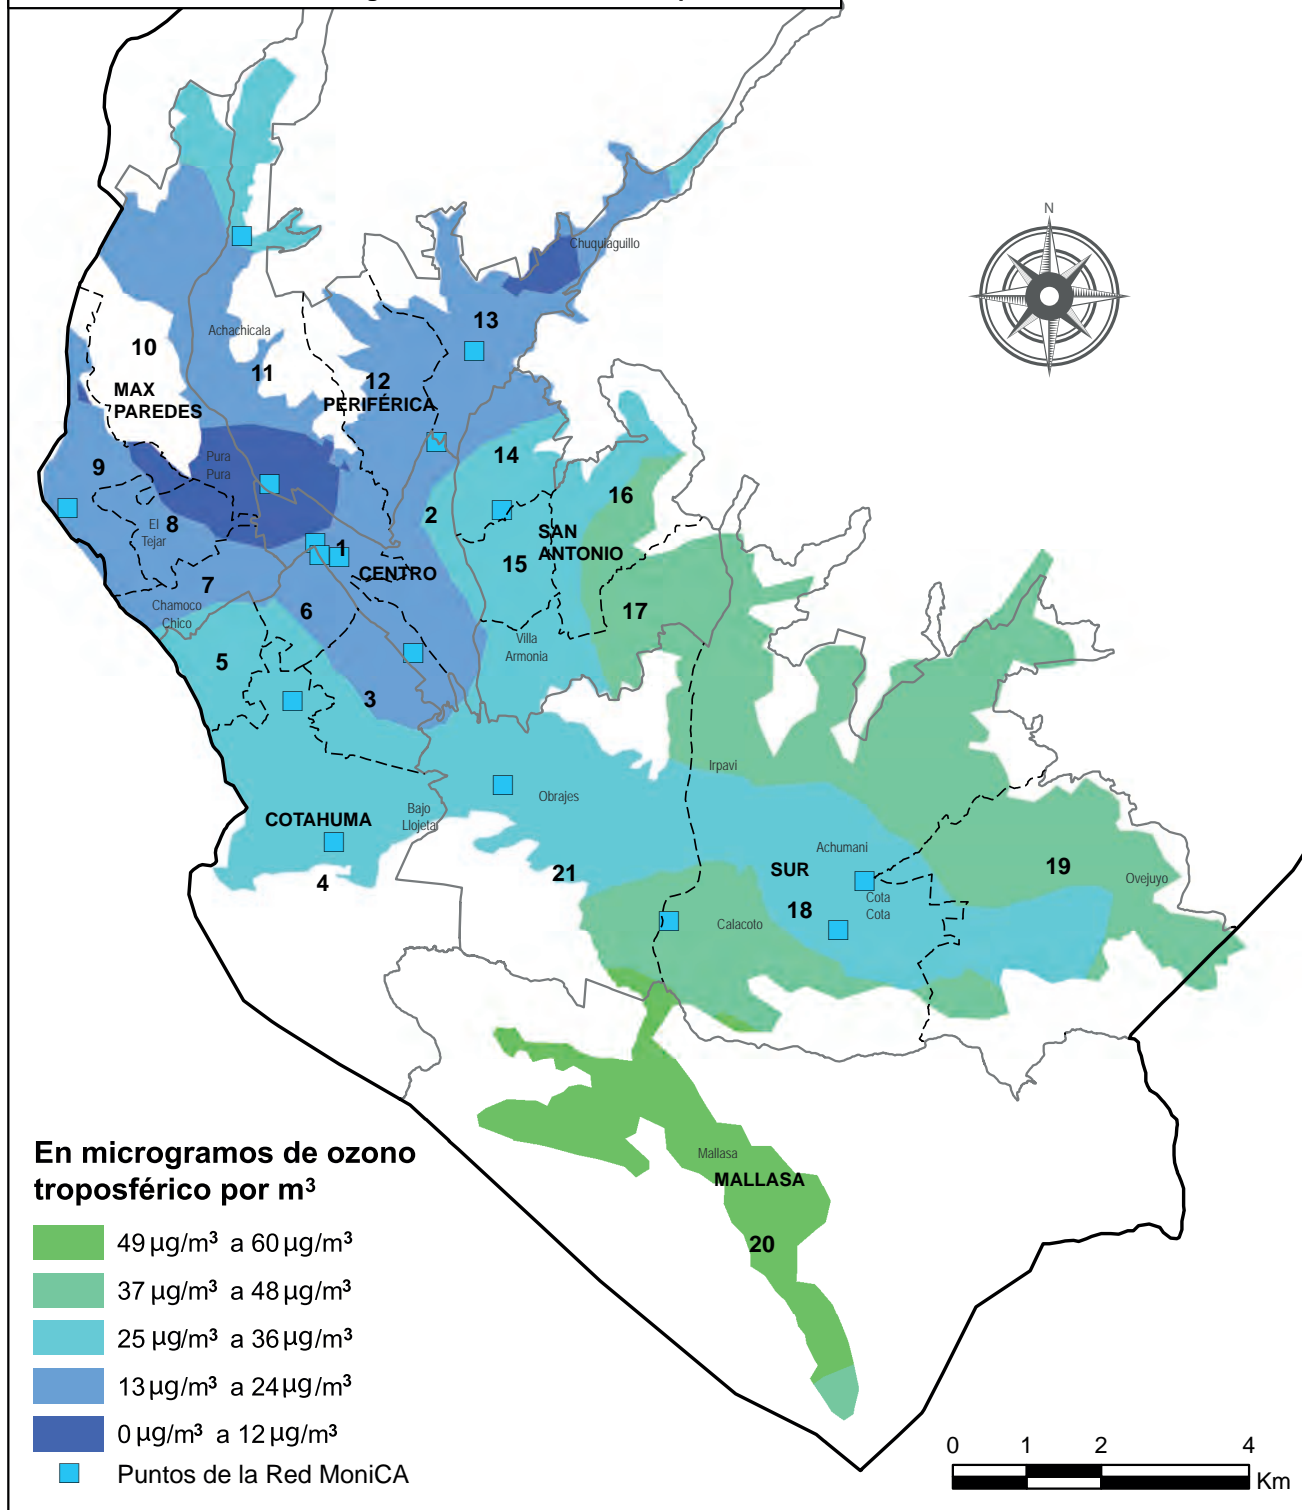 N
Chuquiaguillo
13
Achachicala
10
11
12
MAX
PAREDES
PERIFÉRICA
9
Pura
Pura
14
16
8
El
Tejar
2
SAN
ANTONIO
1
15
CENTRO
7
Chamoco
Chico
6
17
5
Villa
Armonia
3
Irpavi
Obrajes
COTAHUMA
Bajo
Llojeta
4
21
Achumani
SUR
19
Ovejuyo
Cota
Cota
18
Calacoto
Mallasa
MALLASA
20
En microgramos de ozono
troposférico por m³
49 µg/m³ a 60 µg/m³
37 µg/m³ a 48 µg/m³
25 µg/m³ a 36 µg/m³
13 µg/m³ a 24 µg/m³
0 µg/m³ a 12 µg/m³
Puntos de la Red MoniCA
0 1 2 4
Km